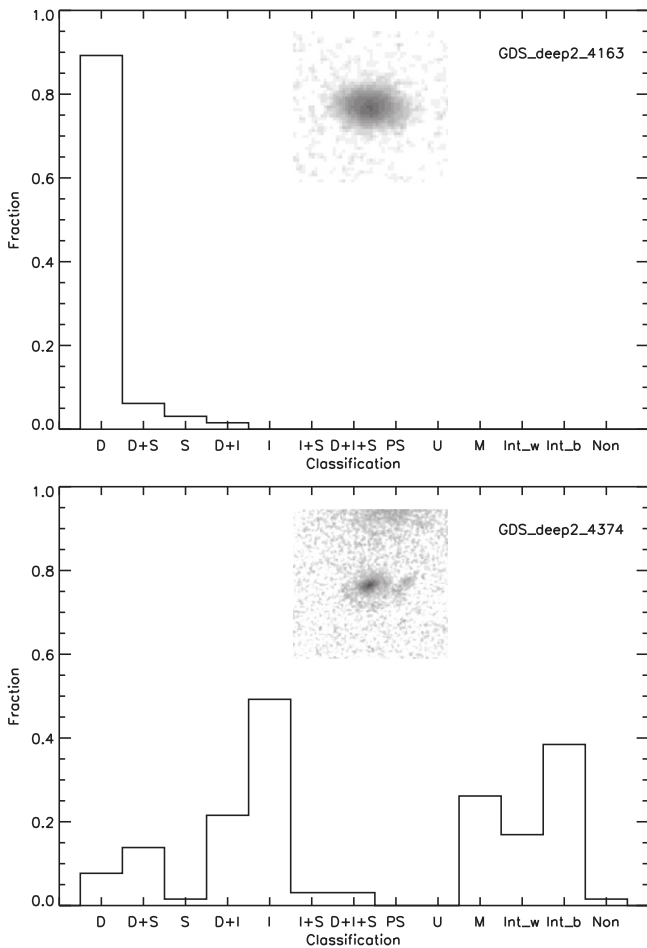 1.0
GDS_deep2_4163
0.8
0.6
Fraction
0.4
0.2
0.0
D D+S S D+I I I+S D+I+S PS U M Int_w Int_b Non
Classification
1.0
GDS_deep2_4374
0.8
0.6
Fraction
0.4
0.2
0.0
D D+S S D+I I I+S D+I+S PS U M Int_w Int_b Non
Classification